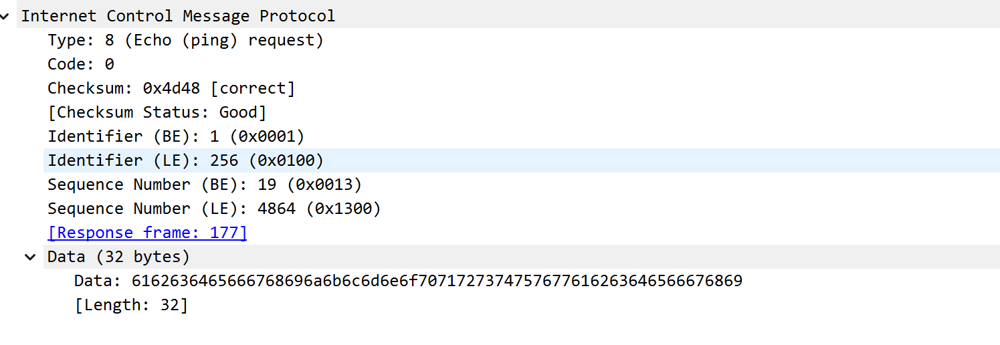 Internet Control Message Protocol
Type: 8 (Echo (ping) request)
Code: 0
Checksum: 0x4d48 [correct]
[Checksum Status: Good]
Identifier (BE): 1 (0x0001)
Identifier (LE): 256 (0x0100)
Sequence Number (BE): 19 (0x0013)
Sequence Number (LE): 4864 (0x1300)
[Response frame: 177]
Data (32 bytes)
Data: 6162636465666768696a6b6c6d6e6f7071727374757677616263646566676869
[Length: 32]